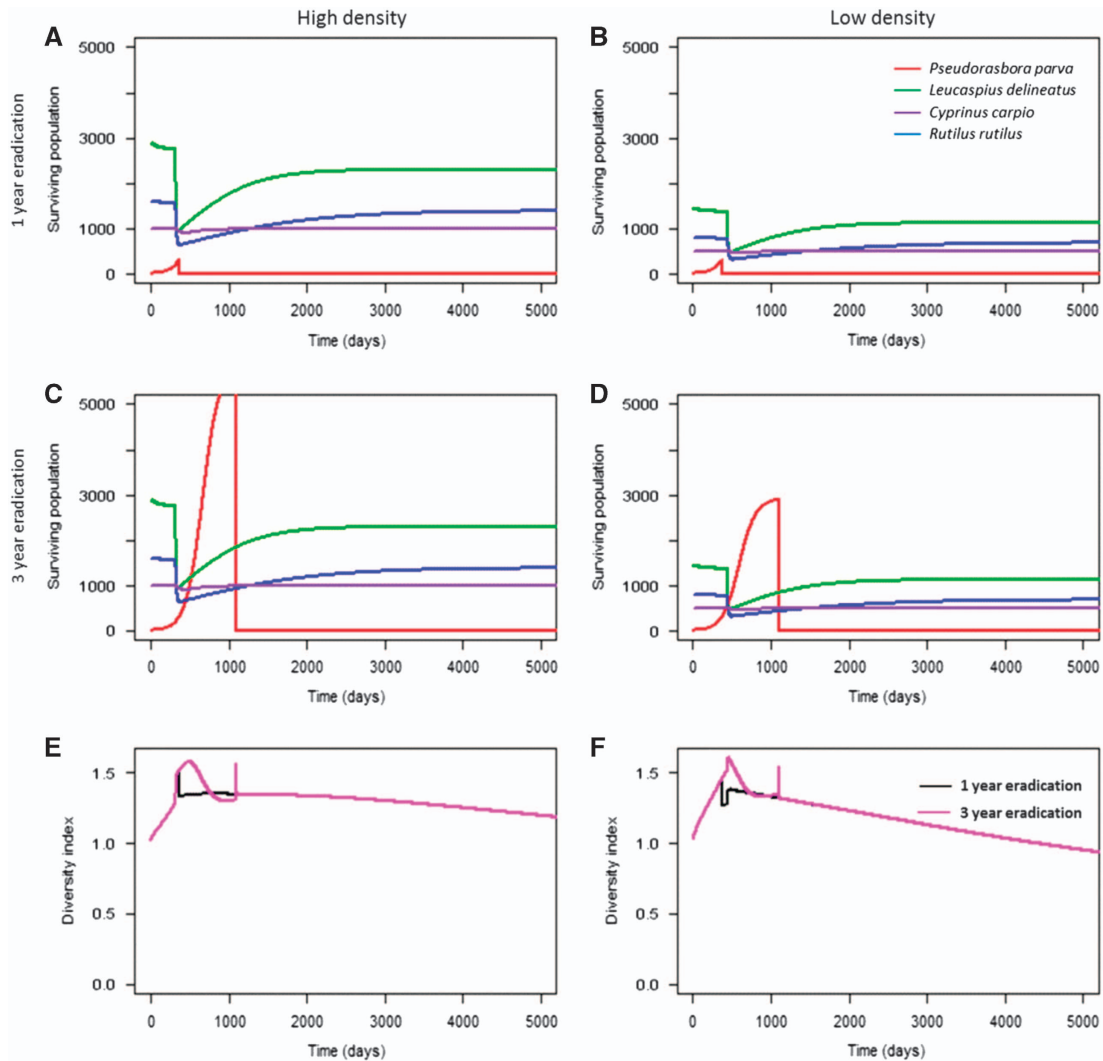 High density
Low density
A
B
1 year eradication
Surviving population
5000
3000
1000
0
0 1000 2000 3000 4000 5000
Time (days)
Surviving population
5000
3000
1000
0
Pseudorasbora parva
Leucaspius delineatus
Cyprinus carpio
Rutilus rutilus
0 1000 2000 3000 4000 5000
Time (days)
C
D
3 year eradication
Surviving population
5000
3000
1000
0
0 1000 2000 3000 4000 5000
Time (days)
Surviving population
5000
3000
1000
0
0 1000 2000 3000 4000 5000
Time (days)
E
F
Diversity index
1.5
1.0
0.5
0.0
0 1000 2000 3000 4000 5000
Time (days)
Diversity index
1.5
1.0
0.5
0.0
1 year eradication
3 year eradication
0 1000 2000 3000 4000 5000
Time (days)